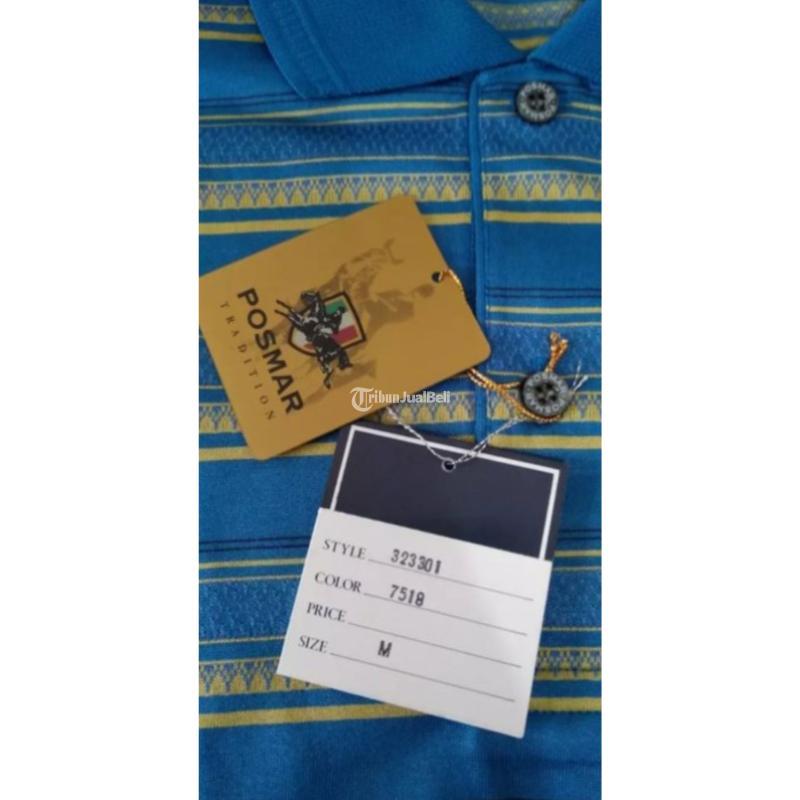 POSMAR
TRADITION
TribunJualBeli
STYLE 323301
COLOR 7518
PRICE
SIZE M